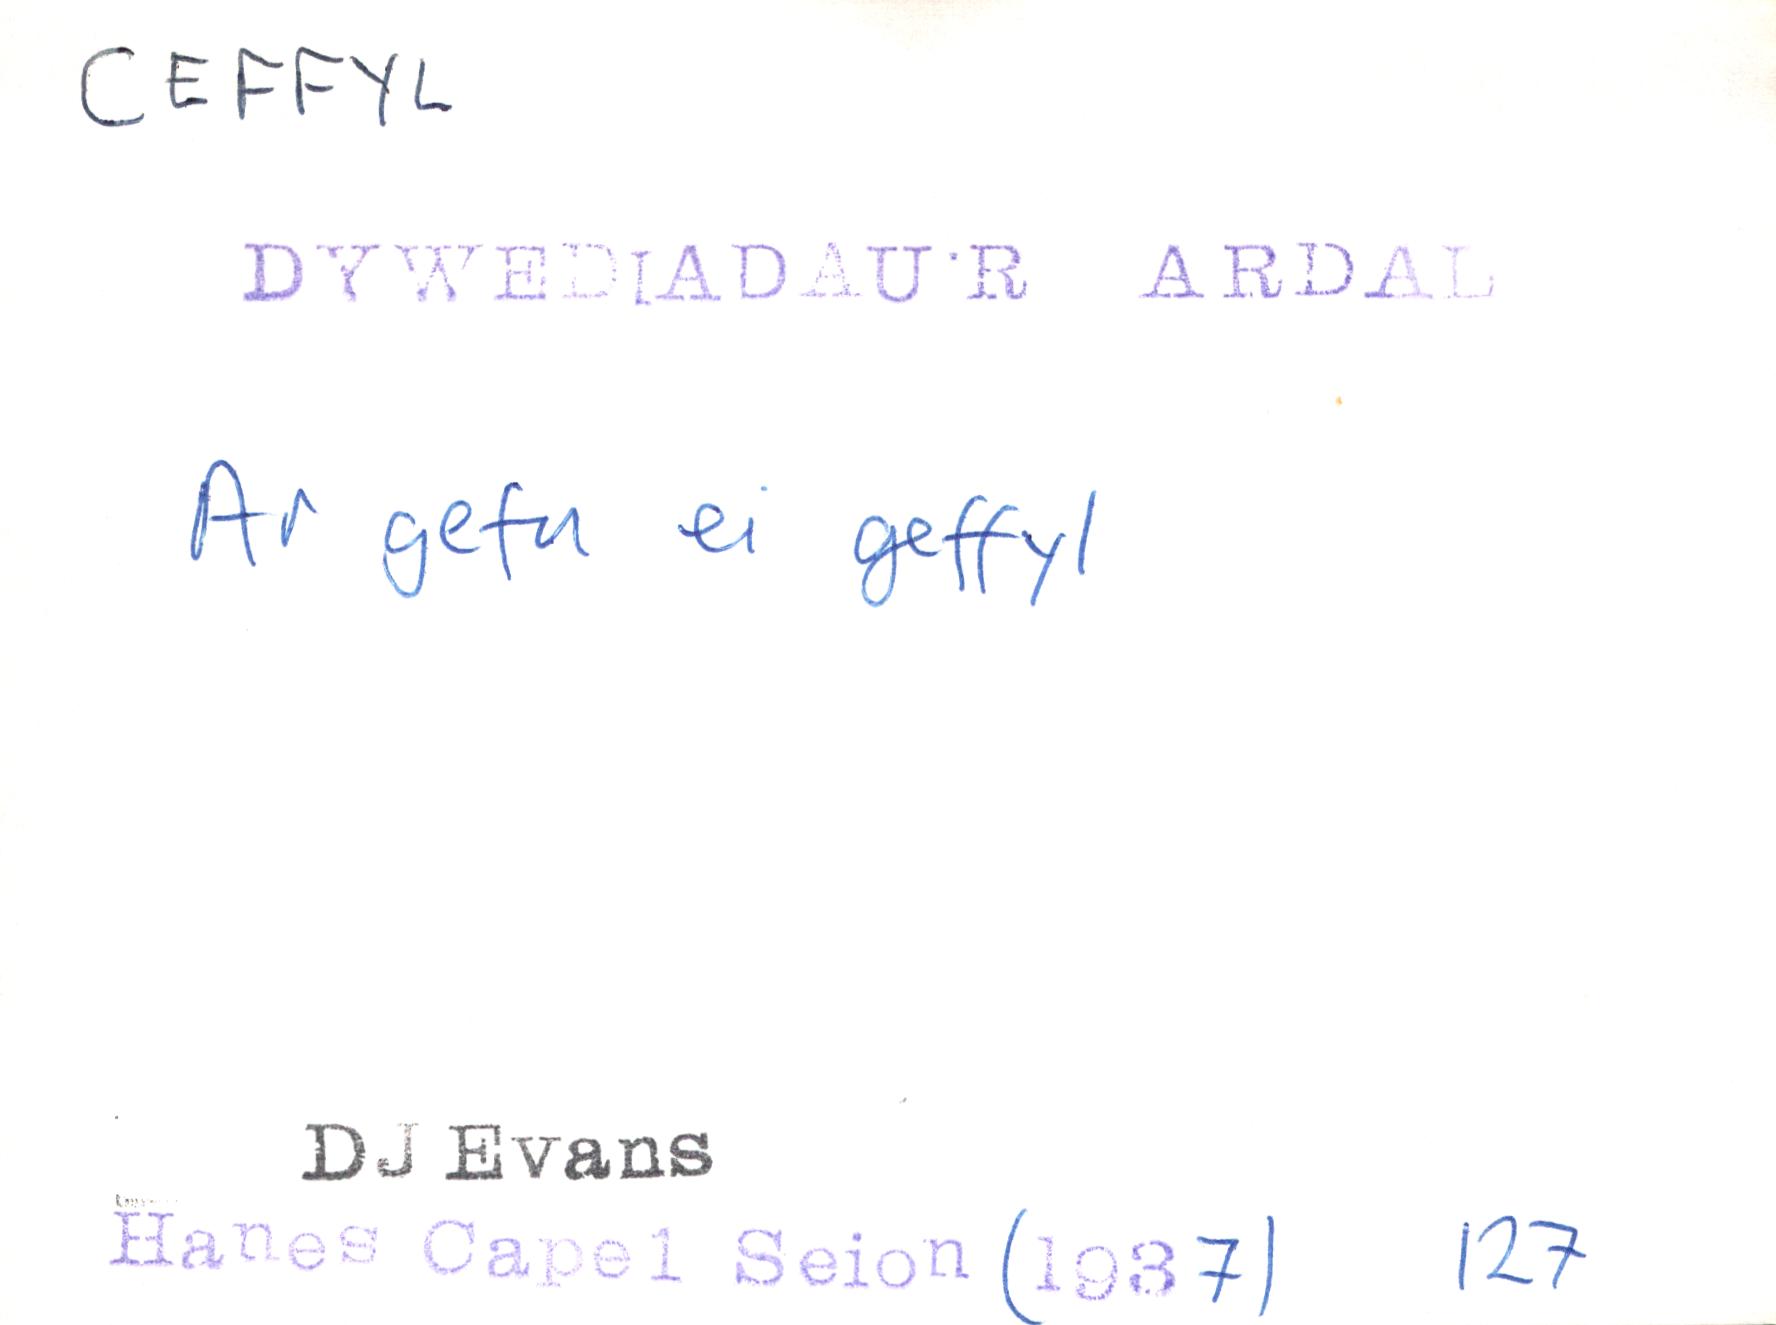 CEFFYL
DYWEDIADAU'R ARDAL
Ar gefn ei geffyl
DJ Evans
Hanes Capel Seion (1937) 127